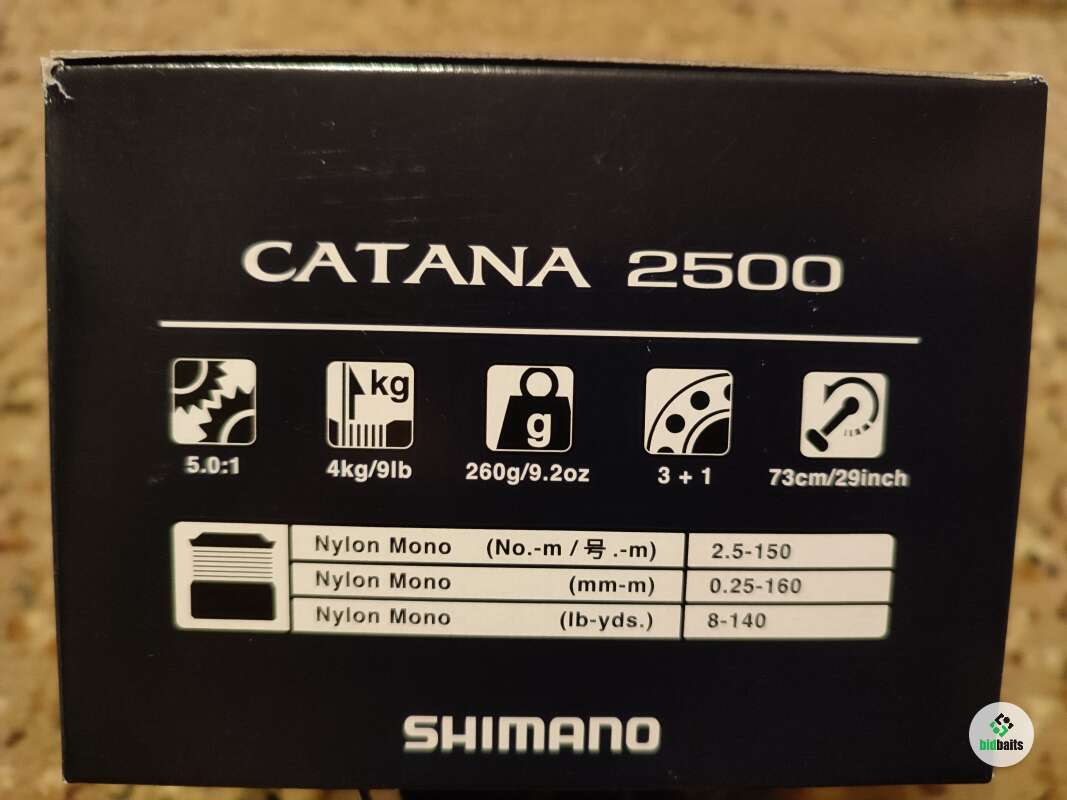 CATANA 2500
kg
g
5.0:1 4kg/9lb 260g/9.2oz 3 + 1 73cm/29inch
Nylon Mono (No.-m / 号 .-m) 2.5-150
Nylon Mono (mm-m) 0.25-160
Nylon Mono (lb-yds.) 8-140
SHIMANO
bidbaits